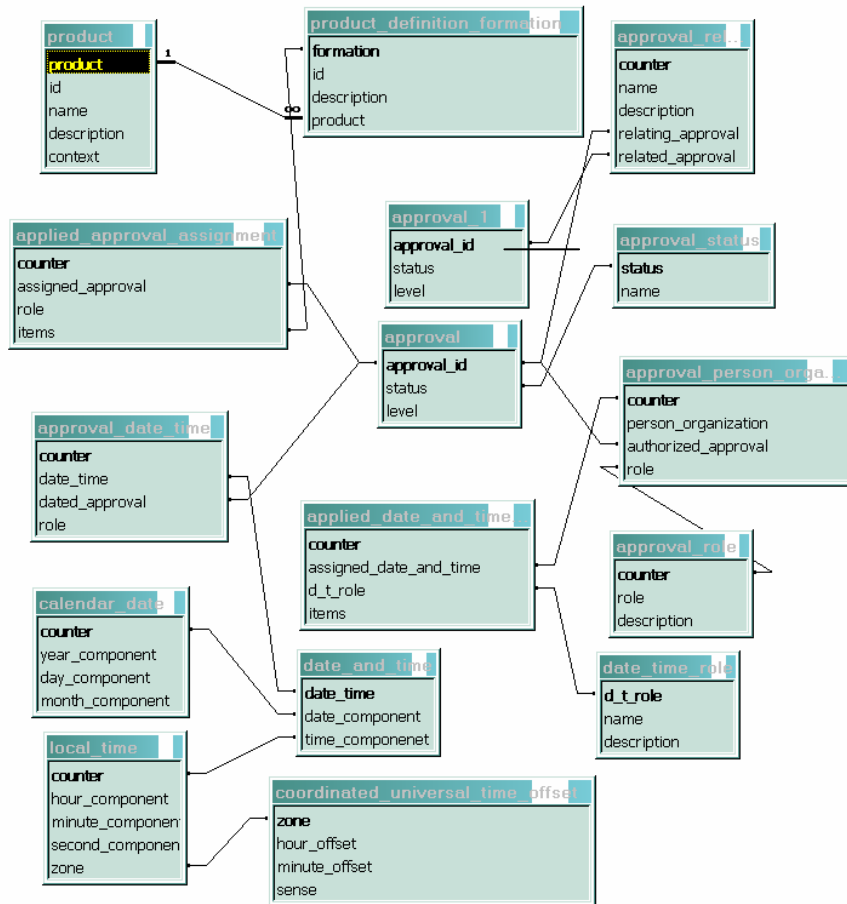 product
product
id
name
description
context
1
∞
product_definition_formation
formation
id
description
product
approval_rel...
counter
name
description
relating_approval
related_approval
applied_approval_assignment
counter
assigned_approval
role
items
approval_1
approval_id
status
level
approval_status
status
name
approval
approval_id
status
level
approval_person_orga...
counter
person_organization
authorized_approval
role
approval_date_time
counter
date_time
dated_approval
role
applied_date_and_time...
counter
assigned_date_and_time
d_t_role
items
approval_role
counter
role
description
calendar_date
counter
year_component
day_component
month_component
date_and_time
date_time
date_component
time_componenet
date_time_role
d_t_role
name
description
local_time
counter
hour_component
minute_component
second_componen
zone
coordinated_universal_time_offset
zone
hour_offset
minute_offset
sense